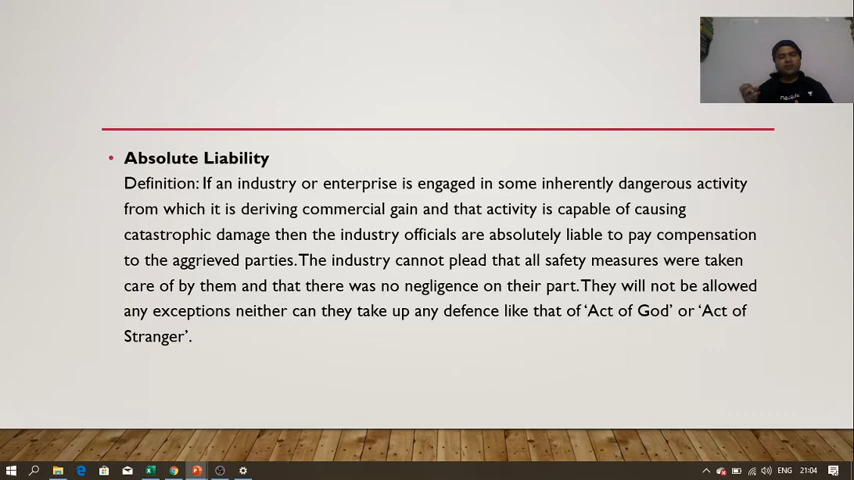 Absolute Liability
Definition: If an industry or enterprise is engaged in some inherently dangerous activity
from which it is deriving commercial gain and that activity is capable of causing
catastrophic damage then the industry officials are absolutely liable to pay compensation
to the aggrieved parties. The industry cannot plead that all safety measures were taken
care of by them and that there was no negligence on their part. They will not be allowed
any exceptions neither can they take up any defence like that of ‘Act of God’ or ‘Act of
Stranger’.
ENG
21:04